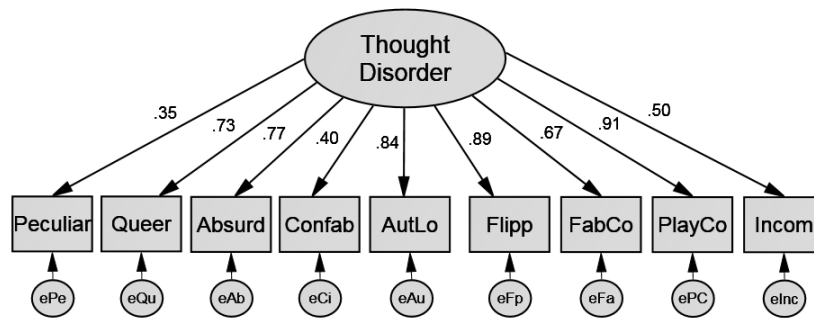 Thought
Disorder
.35
.73
.77
.40
.84
.89
.67
.91
.50
Peculiar
Queer
Absurd
Confab
AutLo
Flipp
FabCo
PlayCo
Incom
ePe
eQu
eAb
eCi
eAu
eFp
eFa
ePC
eInc